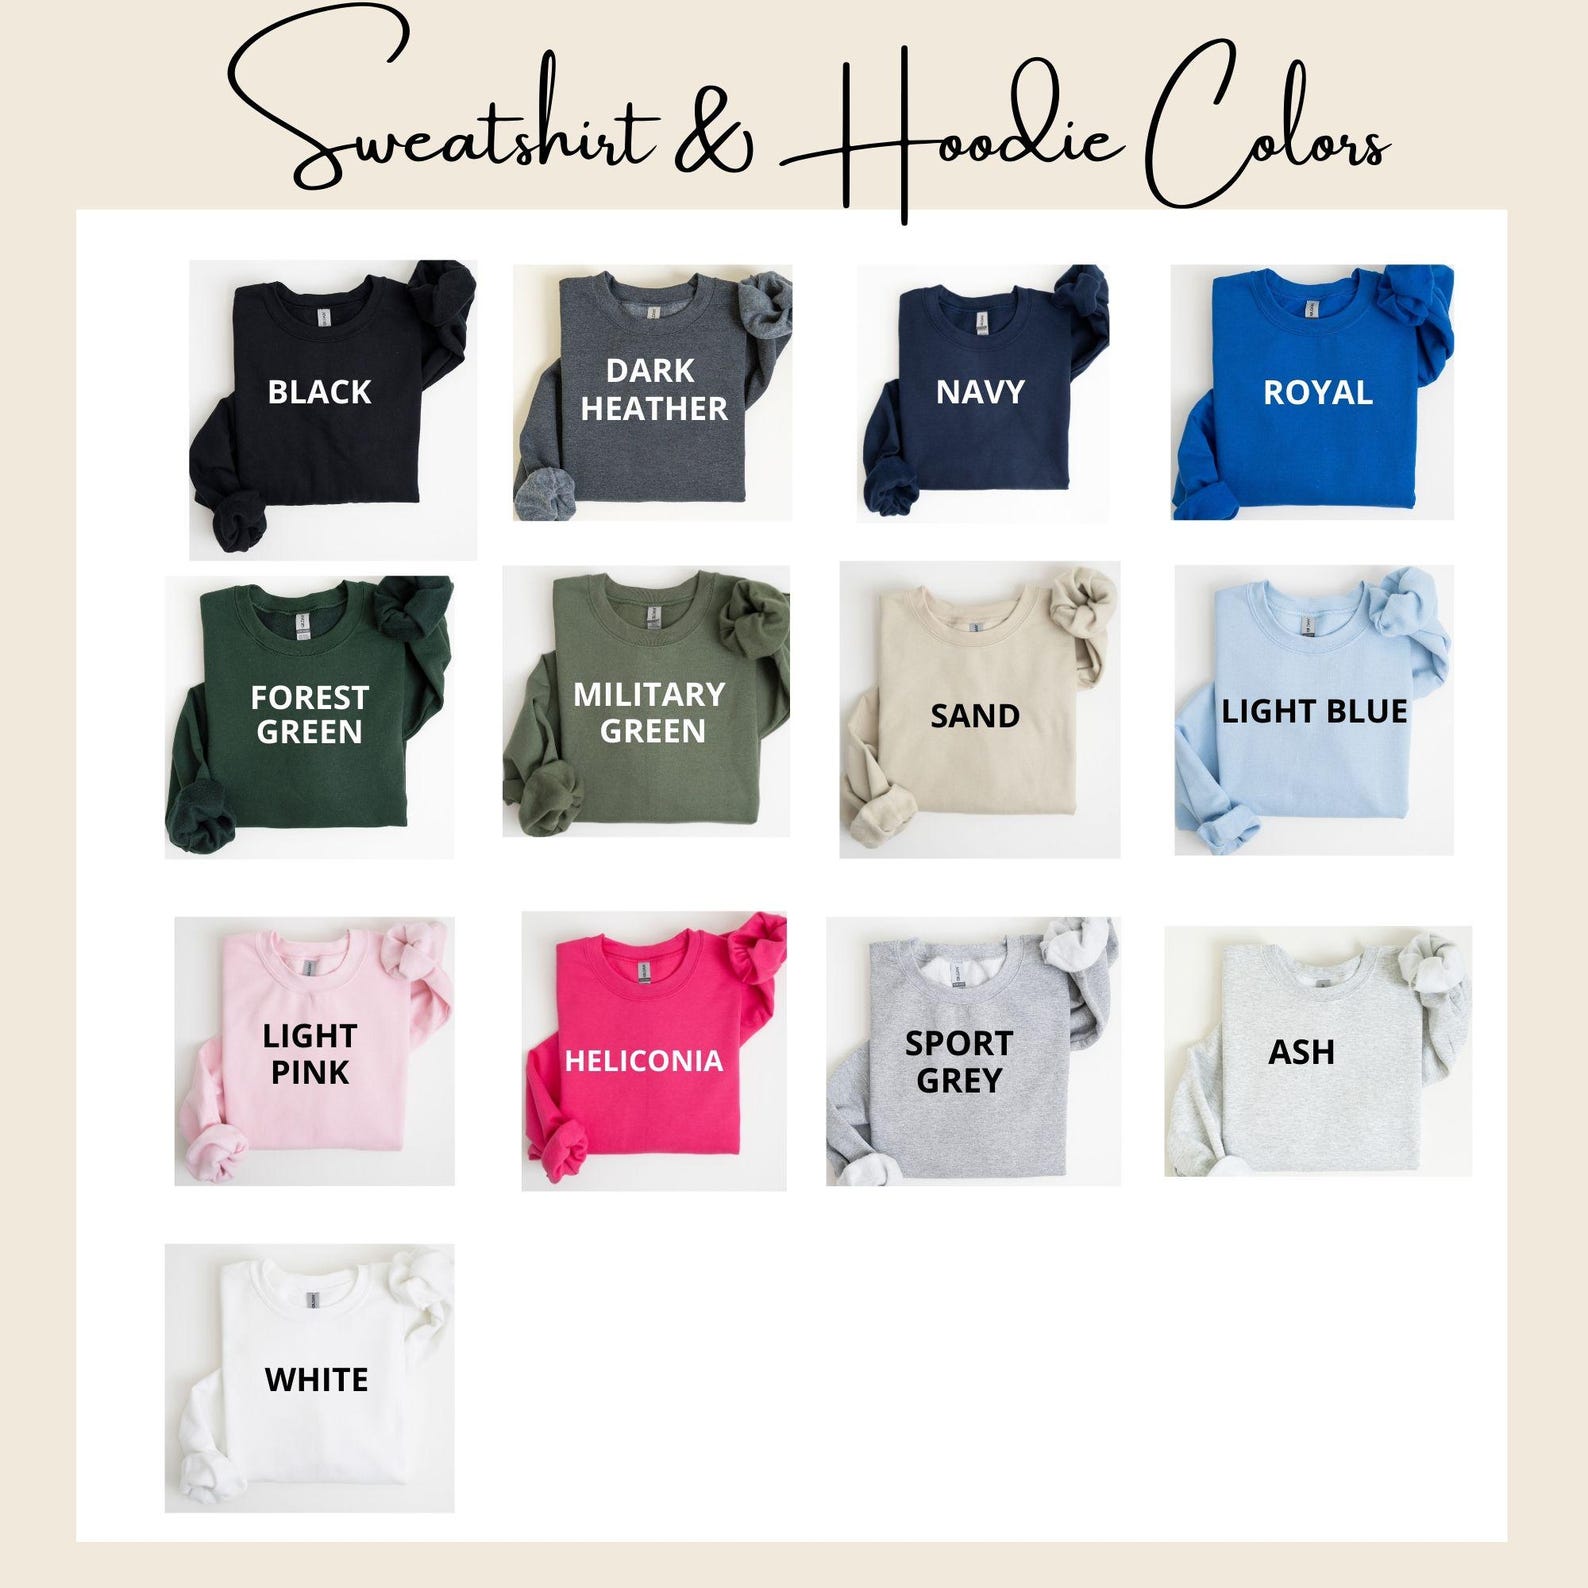 Sweatshirt & Hoodie Colors
BLACK
DARK
HEATHER
NAVY
ROYAL
FOREST
GREEN
MILITARY
GREEN
SAND
LIGHT BLUE
LIGHT
PINK
HELICONIA
SPORT
GREY
ASH
WHITE